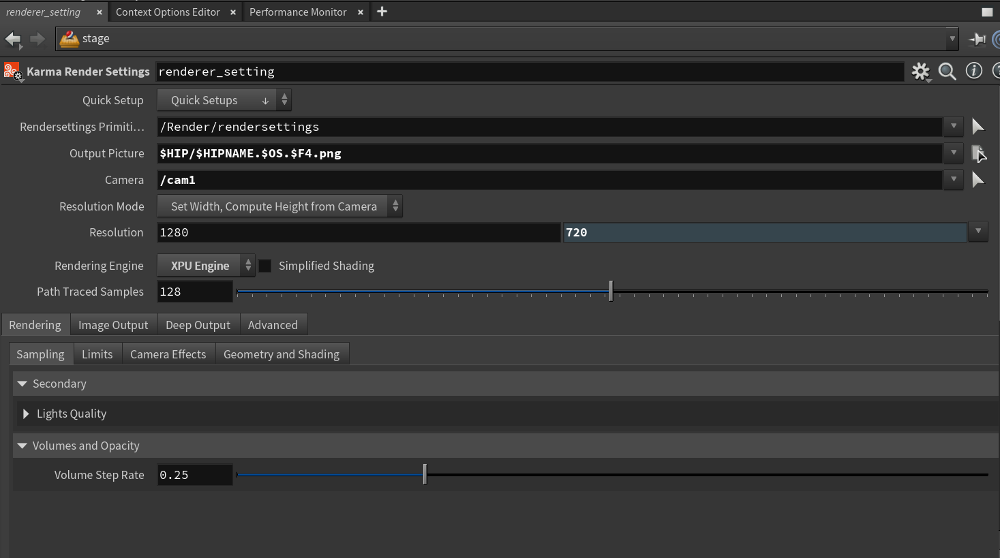 renderer_setting × Context Options Editor × Performance Monitor ×
stage
Karma Render Settings renderer_setting
Quick Setup Quick Setups
Rendersettings Primiti... /Render/rendersettings
Output Picture $HIP/$HIPNAME.$OS.$F4.png
Camera /cam1
Resolution Mode Set Width, Compute Height from Camera
Resolution 1280 720
Rendering Engine XPU Engine Simplified Shading
Path Traced Samples 128
Rendering Image Output Deep Output Advanced
Sampling Limits Camera Effects Geometry and Shading
Secondary
Lights Quality
Volumes and Opacity
Volume Step Rate 0.25